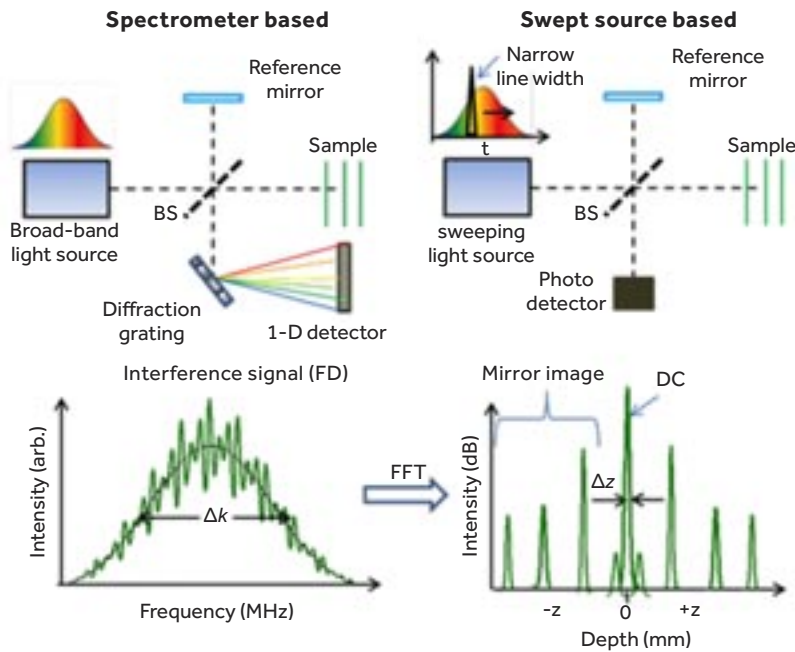 Spectrometer based
Reference
mirror
Sample
BS
Broad-band
light source
Diffraction
grating
1-D detector
Swept source based
Narrow
line width
t
Reference
mirror
Sample
BS
sweeping
light source
Photo
detector
Interference signal (FD)
Intensity (arb.)
Δk
Frequency (MHz)
FFT
Mirror image
DC
Intensity (dB)
Δz
-z
0
+z
Depth (mm)